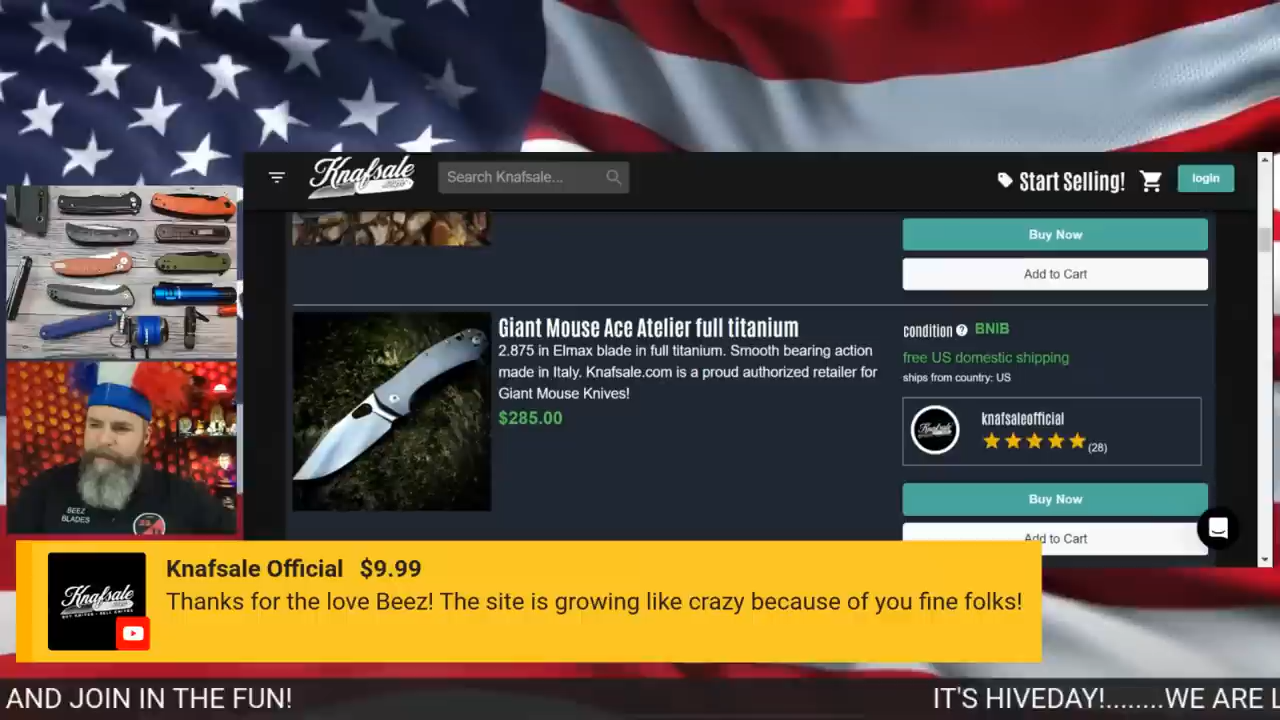 Knafsale
Search Knafsale...
Start Selling!
login
Buy Now
Add to Cart
Giant Mouse Ace Atelier full titanium
2.875 in Elmax blade in full titanium. Smooth bearing action
made in Italy. Knafsale.com is a proud authorized retailer for
Giant Mouse Knives!
$285.00
condition BNIB
free US domestic shipping
ships from country: US
Knafsale
knafsaleofficial
(28)
Buy Now
Add to Cart
BEEZ
BLADES
Knafsale
Knafsale Official $9.99
Thanks for the love Beez! The site is growing like crazy because of you fine folks!
AND JOIN IN THE FUN!
IT'S HIVEDAY!........WE ARE L